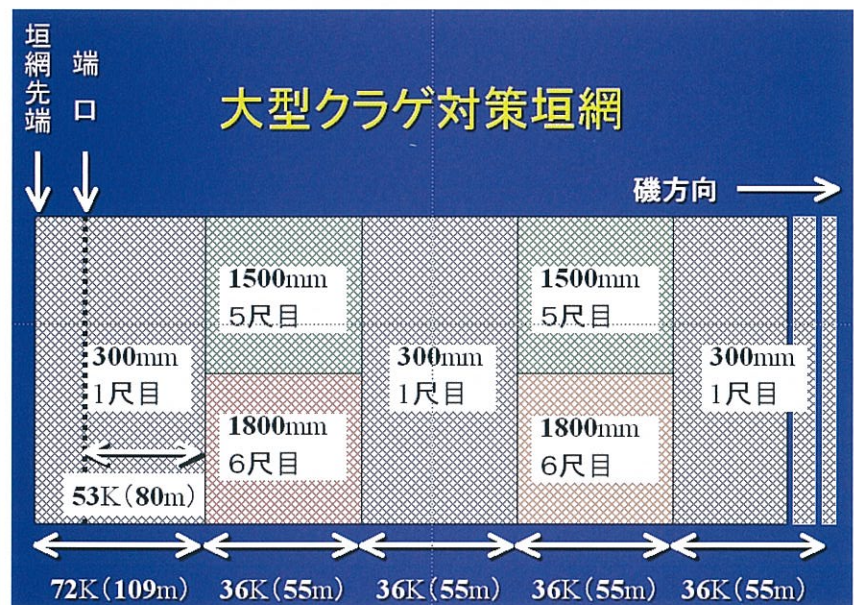 垣網先端
端口
大型クラゲ対策垣網
磯方向
1500mm
5尺目
1500mm
5尺目
300mm
1尺目
300mm
1尺目
300mm
1尺目
1800mm
6尺目
1800mm
6尺目
53K(80m)
72K(109m)
36K(55m)
36K(55m)
36K(55m)
36K(55m)